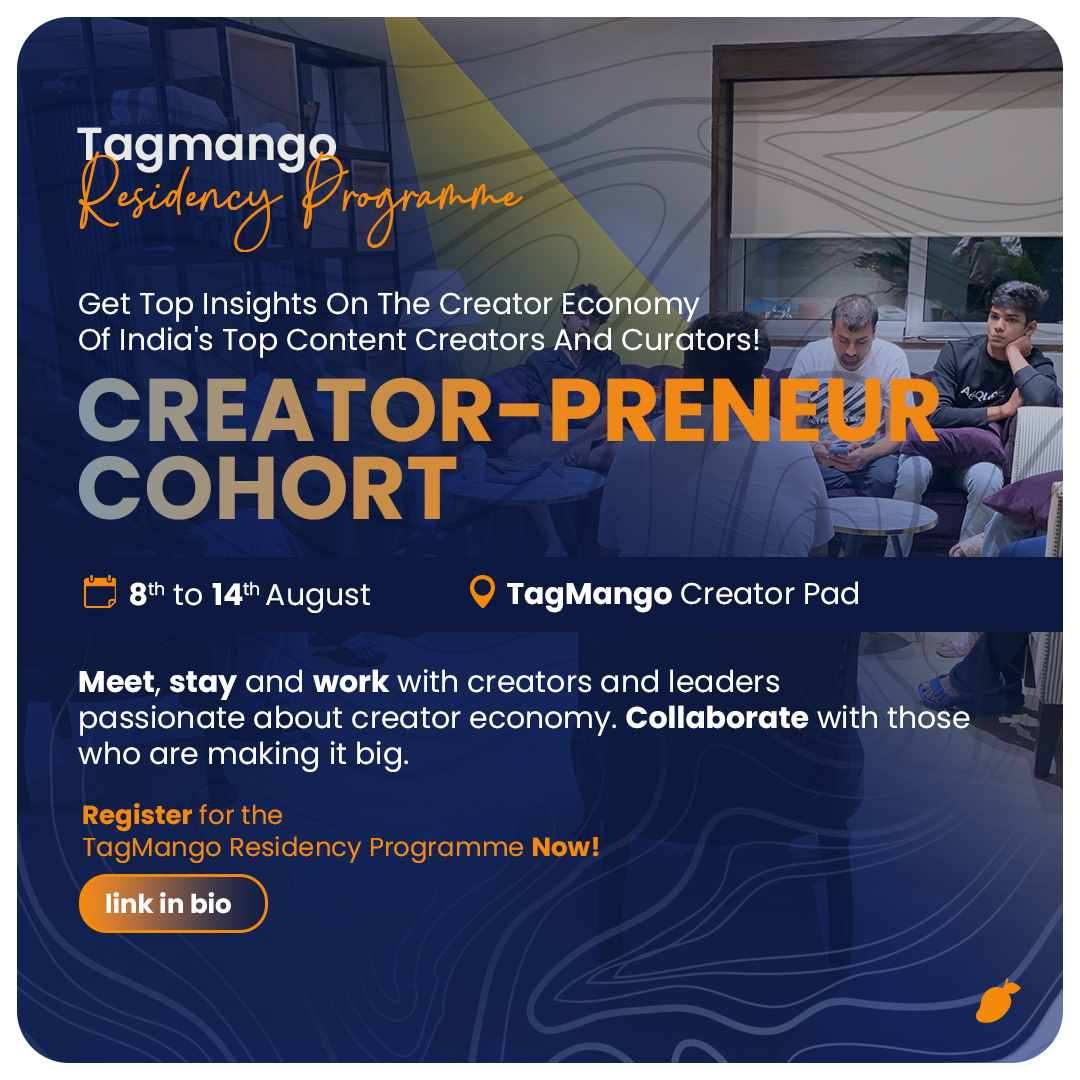 Tagmango
Residency Programme
Get Top Insights On The Creator Economy
Of India's Top Content Creators And Curators!
CREATOR-PRENEUR
COHORT
8th to 14th August
TagMango Creator Pad
Meet, stay and work with creators and leaders
passionate about creator economy. Collaborate with those
who are making it big.
Register for the
TagMango Residency Programme Now!
link in bio